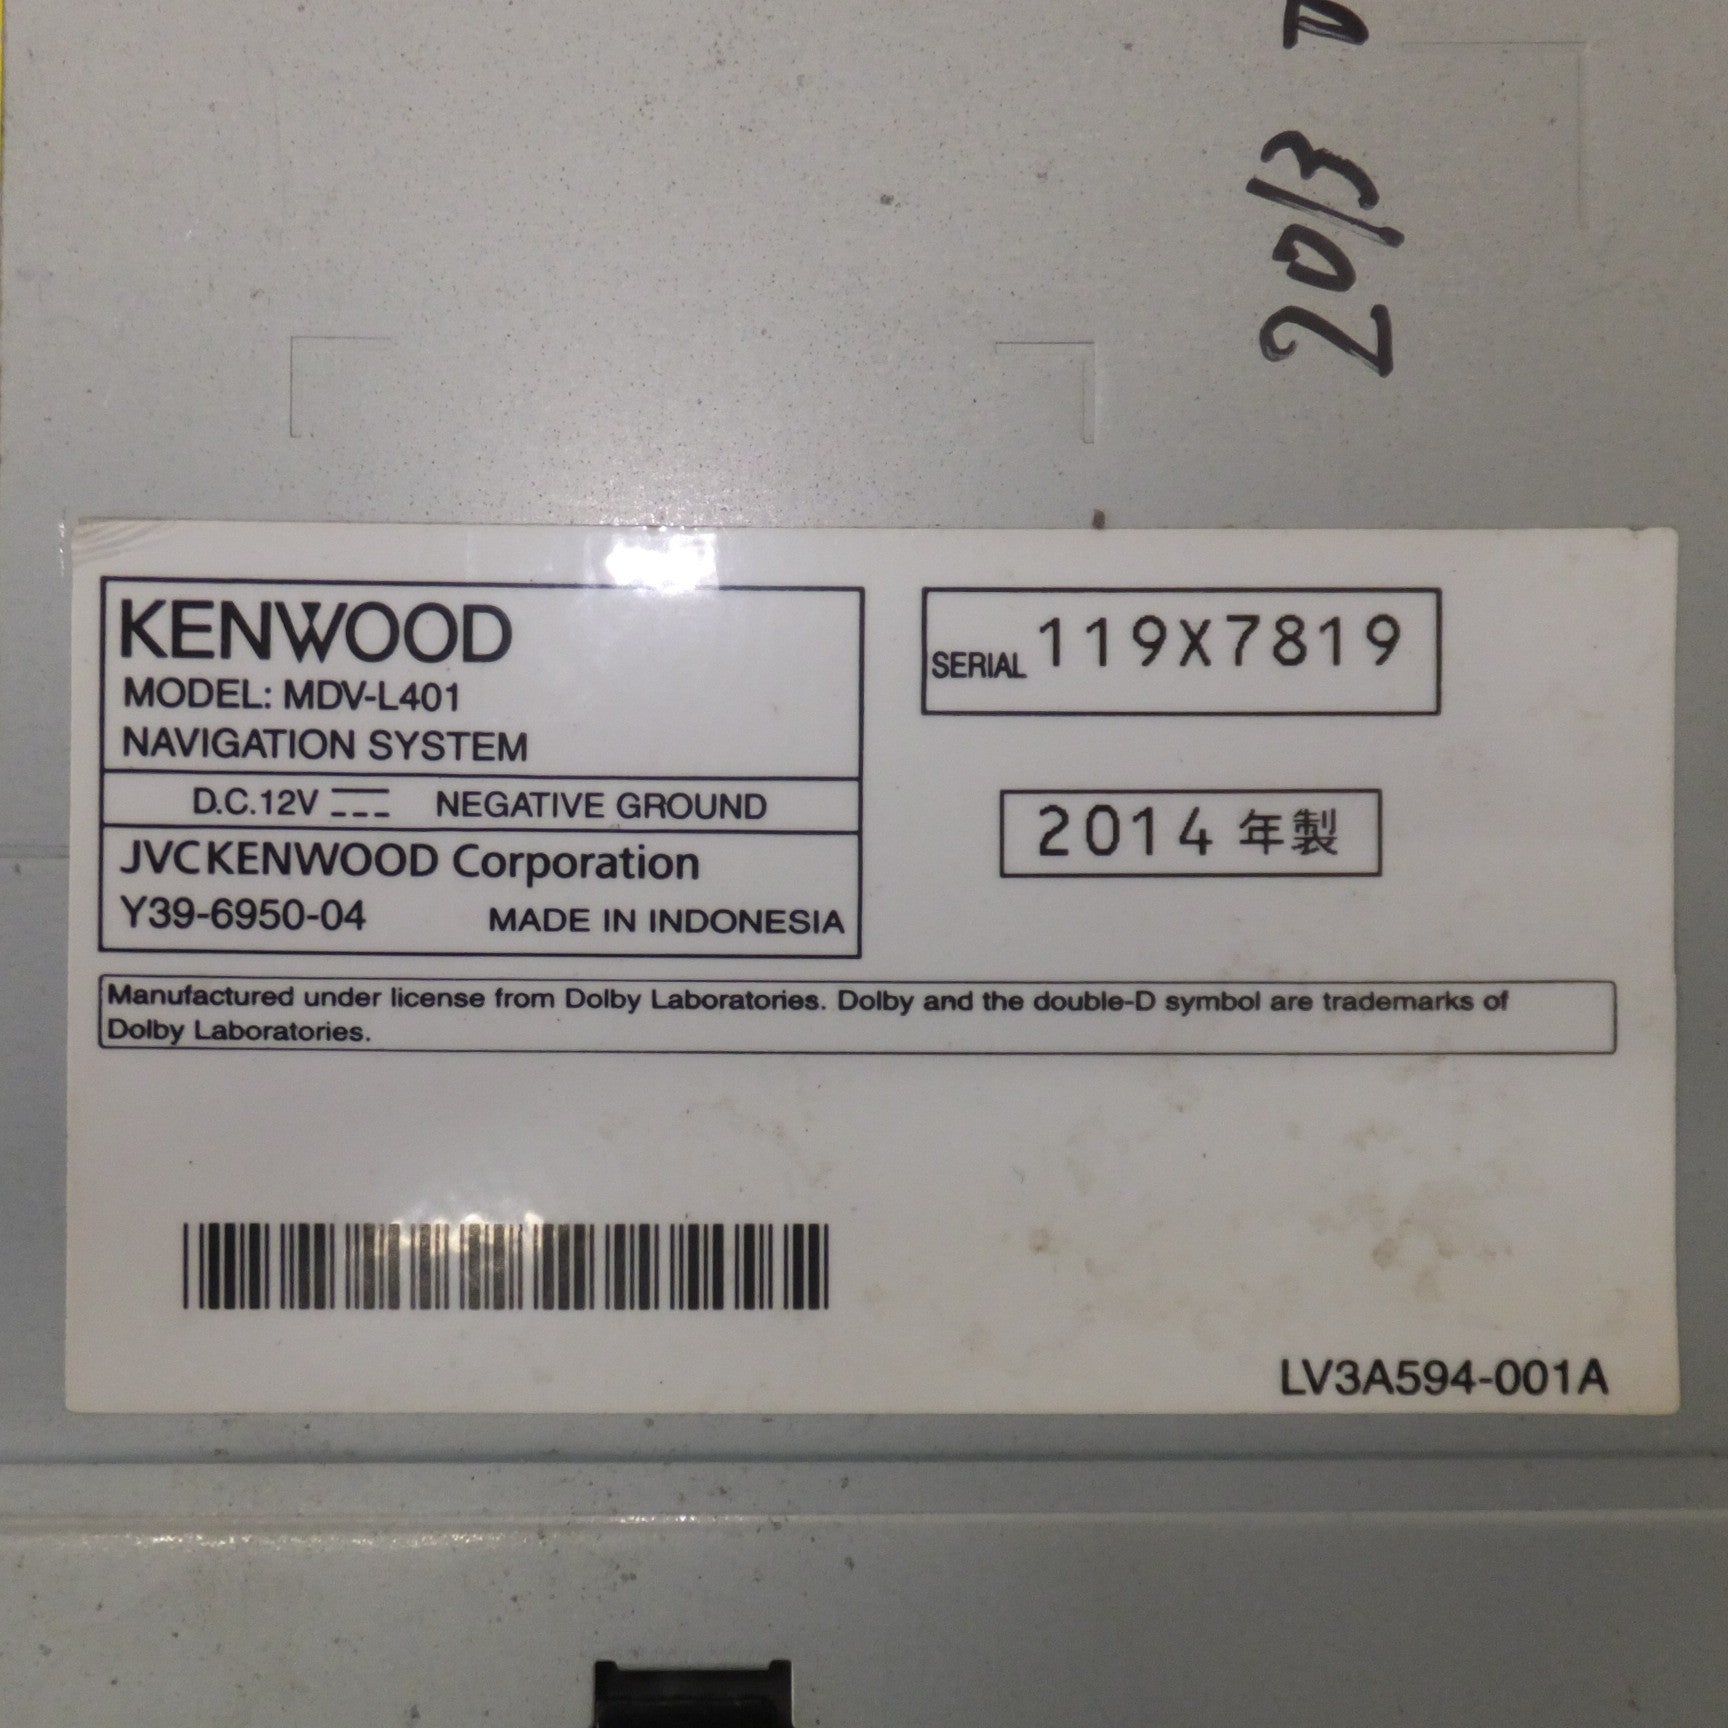 2013
KENWOOD
MODEL: MDV-L401
NAVIGATION SYSTEM
D.C.12V NEGATIVE GROUND
JVCKENWOOD Corporation
Y39-6950-04 MADE IN INDONESIA
SERIAL 119X7819
2014 年製
Manufactured under license from Dolby Laboratories. Dolby and the double-D symbol are trademarks of
Dolby Laboratories.
LV3A594-001A